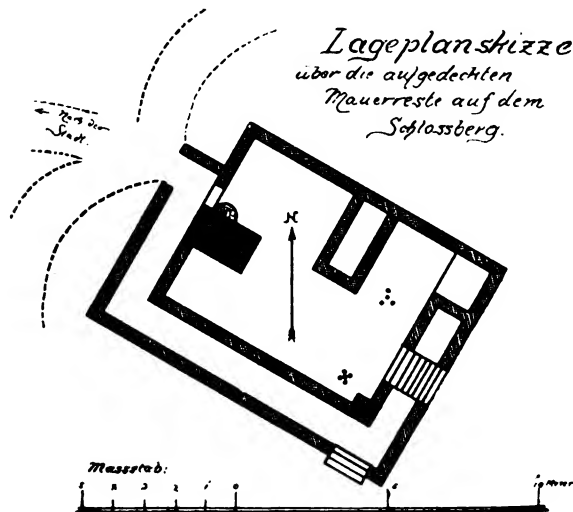 Lageplanskizze
über die aufgedeckten
Mauerreste auf dem
Schlossberg.
Nach der
Stadt.
N
Massstab:
5 3 2 1 0 5 10 Meter